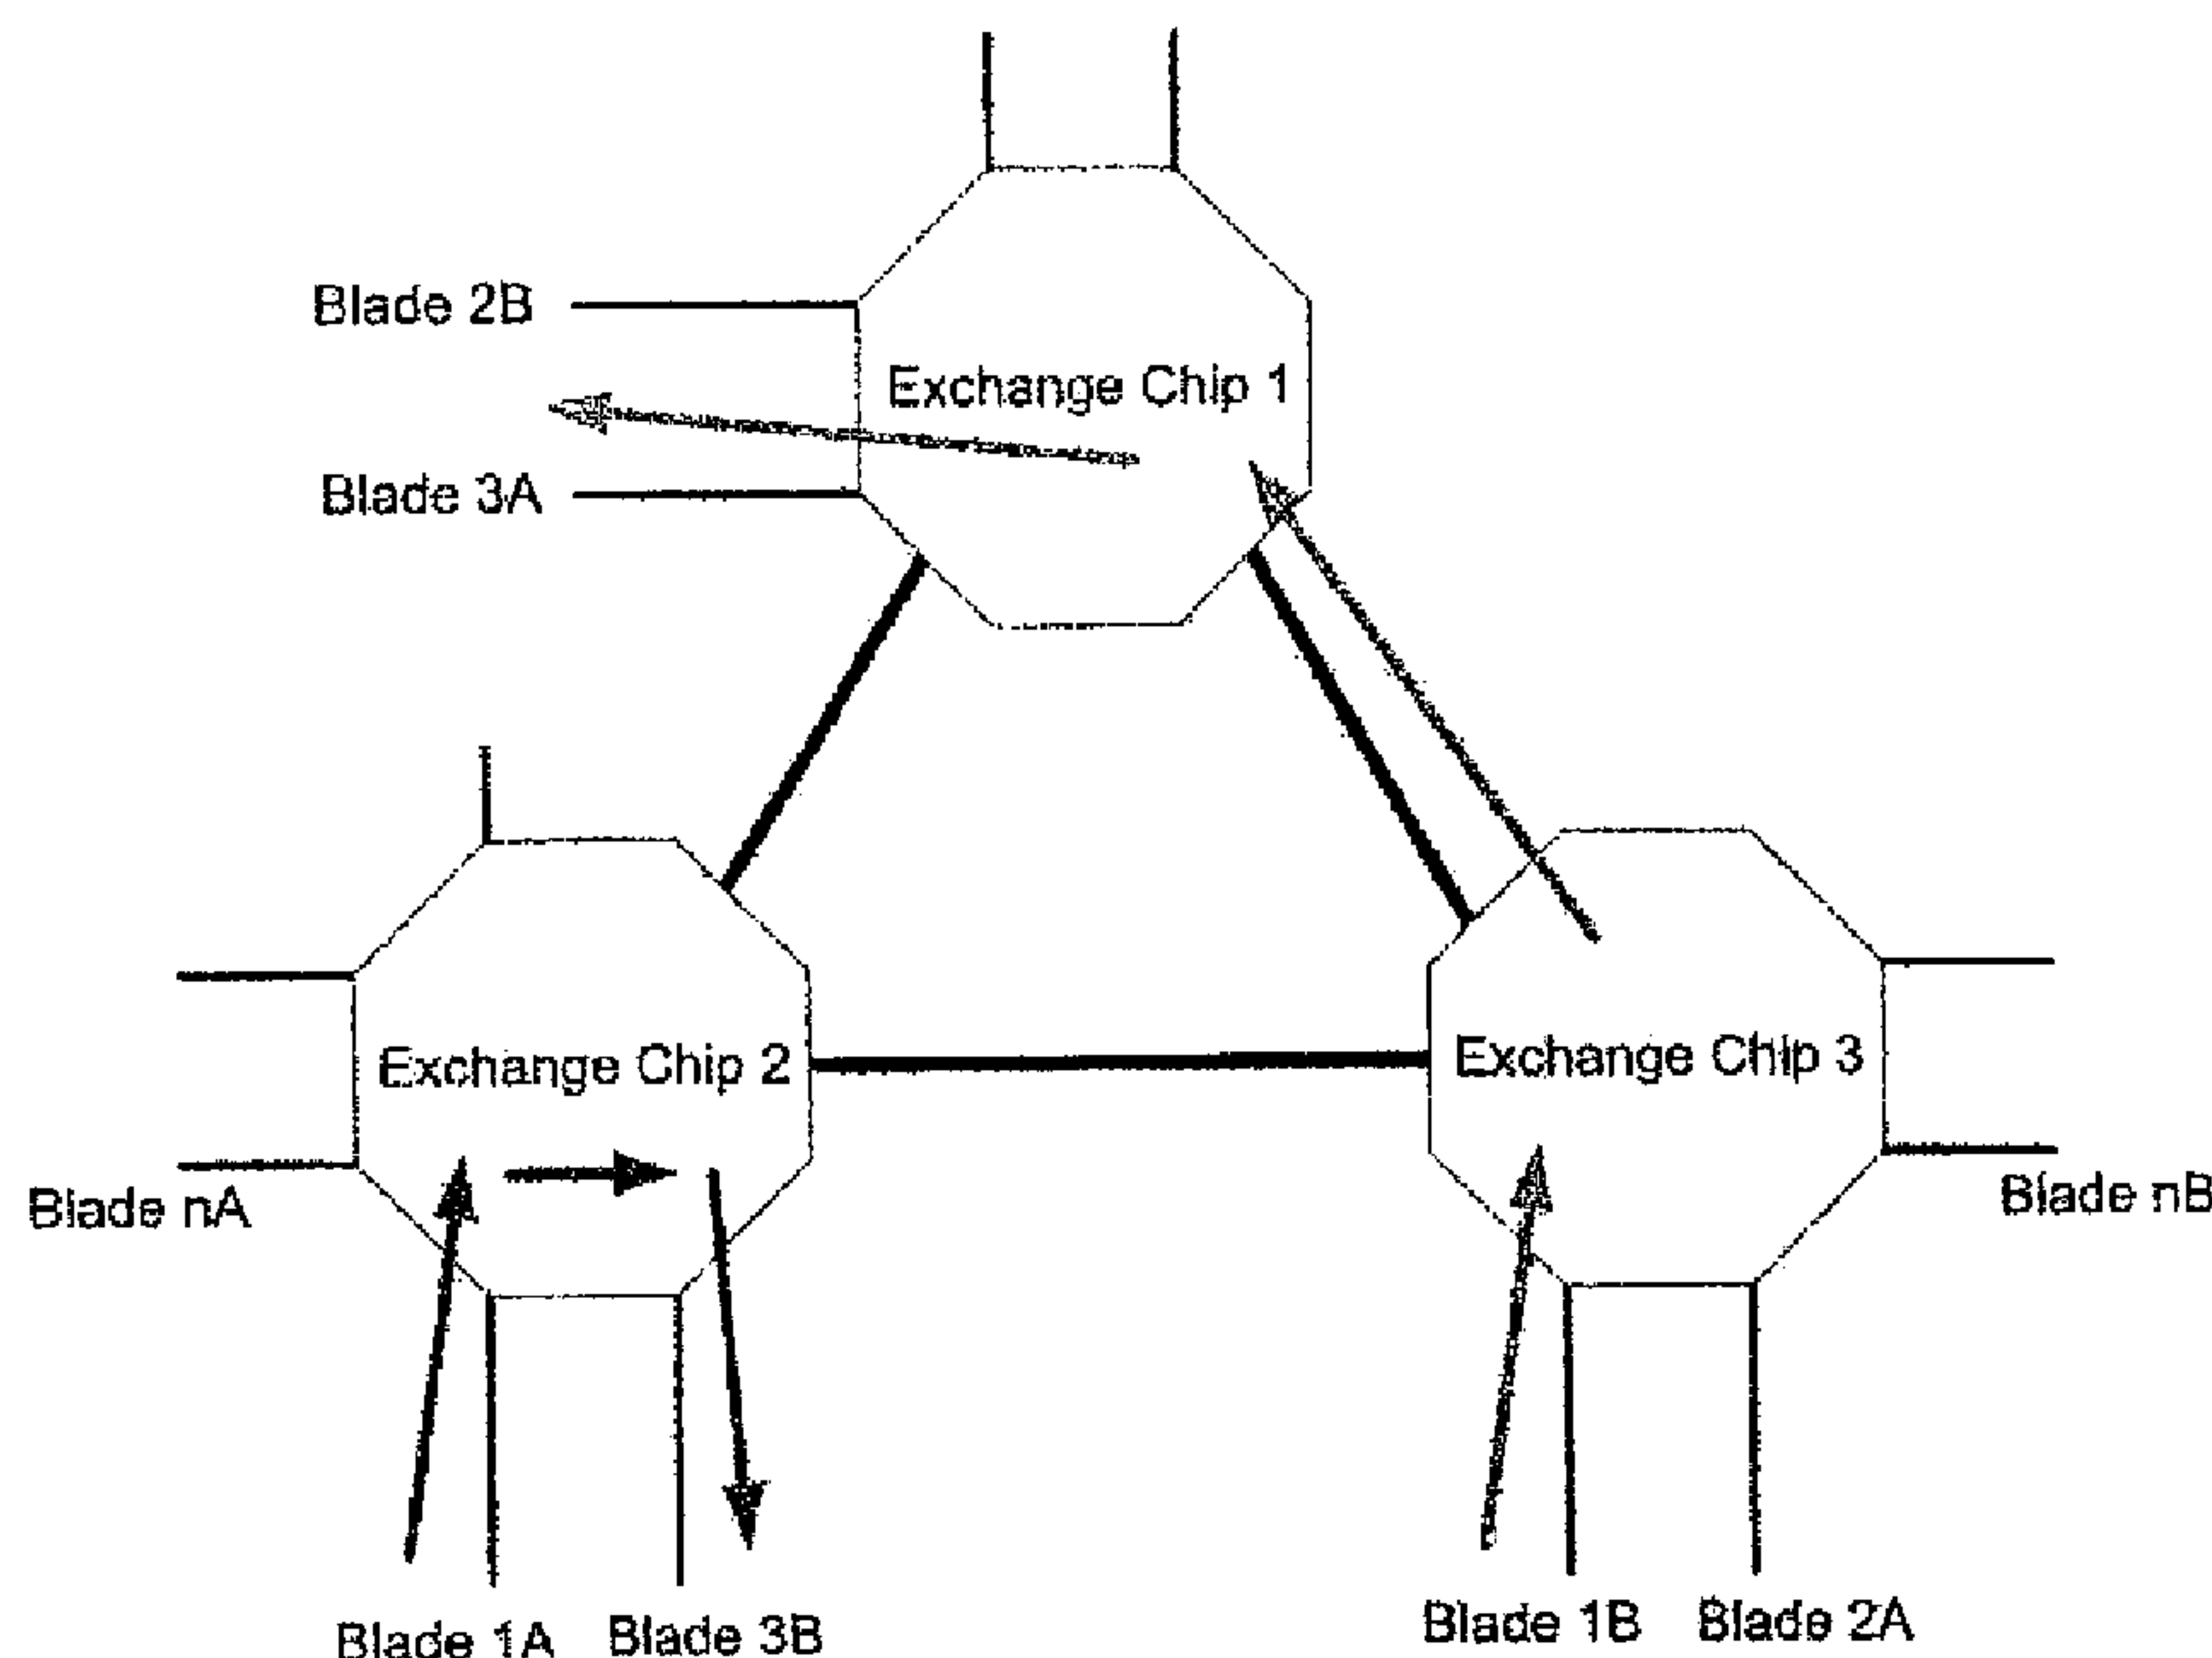 Blade 2B
Exchange Chip 1
Blade 3A
Exchange Chip 2
Exchange Chip 3
Blade nA
Blade nB
Blade 1A
Blade 3B
Blade 1B
Blade 2A